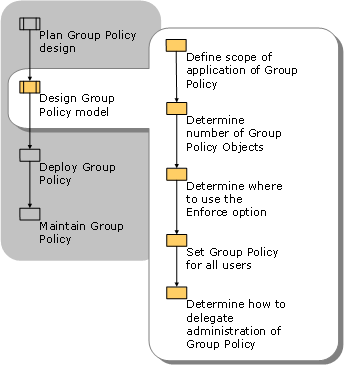 Plan Group Policy
design
Design Group
Policy model
Deploy Group
Policy
Maintain Group
Policy
Define scope of
application of Group
Policy
Determine
number of Group
Policy Objects
Determine where
to use the
Enforce option
Set Group Policy
for all users
Determine how to
delegate
administration of
Group Policy